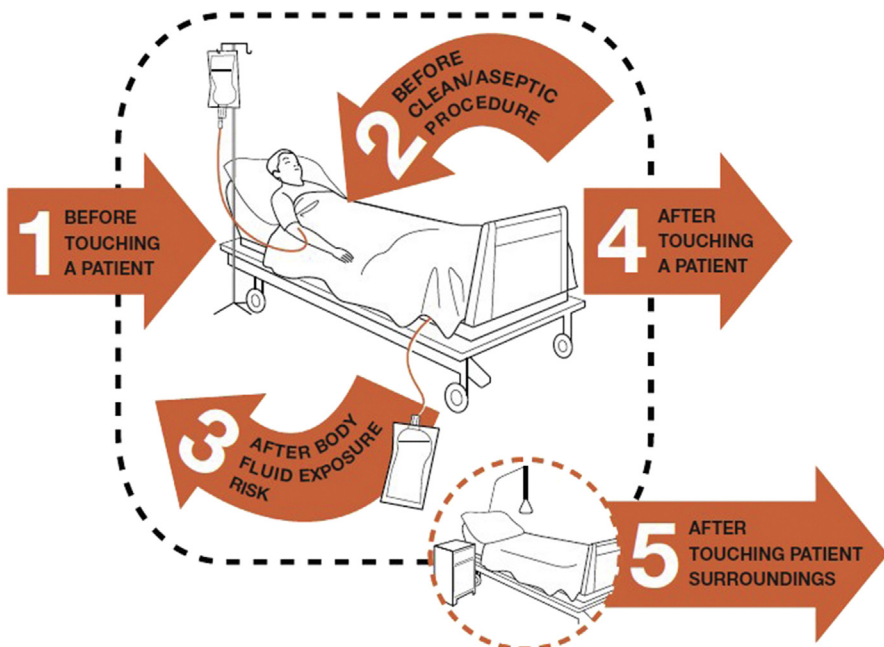 1
BEFORE
TOUCHING
A PATIENT
2
BEFORE
CLEAN/ASEPTIC
PROCEDURE
3
AFTER BODY
FLUID EXPOSURE
RISK
4
AFTER
TOUCHING
A PATIENT
5
AFTER
TOUCHING PATIENT
SURROUNDINGS